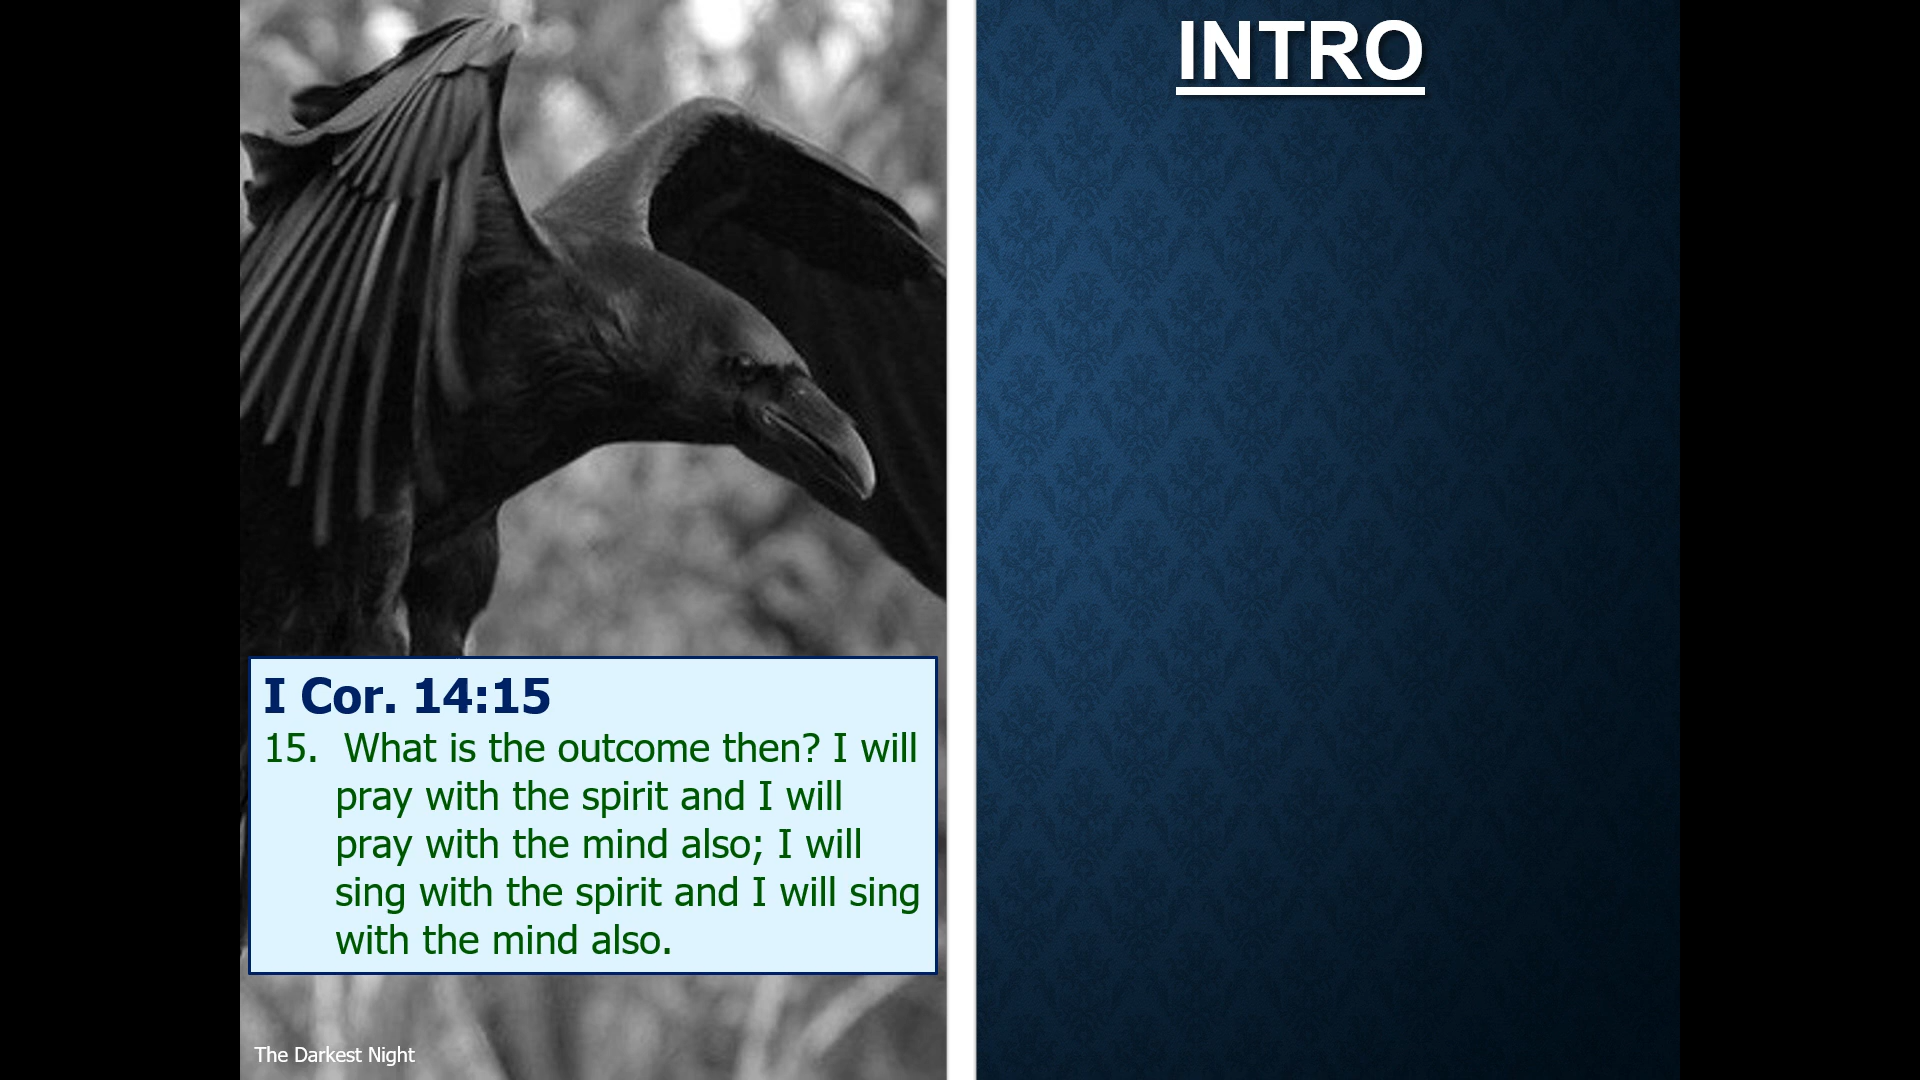 INTRO
I Cor. 14:15
15.  What is the outcome then? I will
pray with the spirit and I will
pray with the mind also; I will
sing with the spirit and I will sing
with the mind also.
The Darkest Night